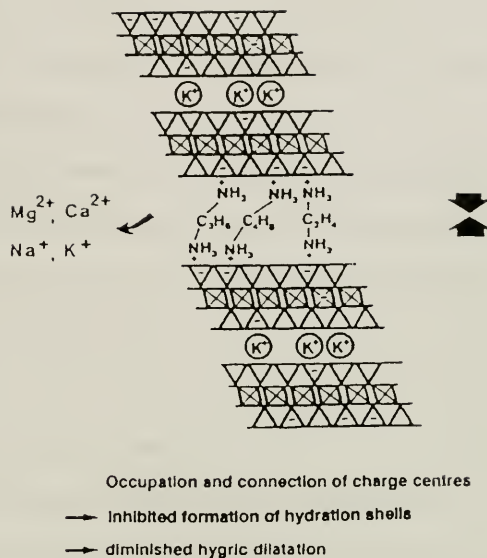 K⁺ K⁺ K⁺
⁺NH₃ ⁺NH₃ ⁺NH₃
Mg²⁺, Ca²⁺
C₃H₆ C₄H₈ C₂H₄
Na⁺, K⁺
NH₃⁺ NH₃⁺ NH₃⁺
K⁺ K⁺ K⁺
Occupation and connection of charge centres
→ Inhibited formation of hydration shells
→ diminished hygric dilatation